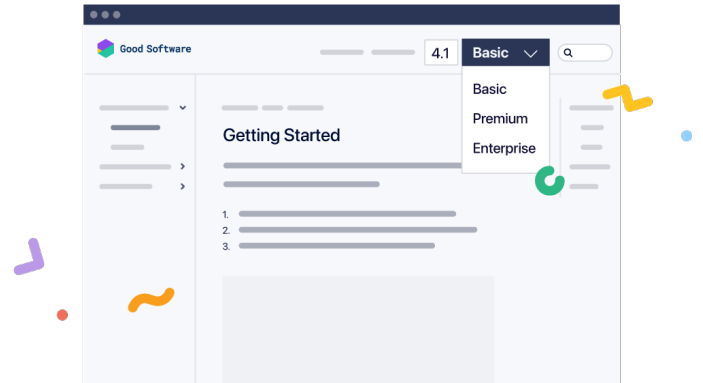 Good Software
4.1
Basic
Basic
Premium
Enterprise
Getting Started
1.
2.
3.